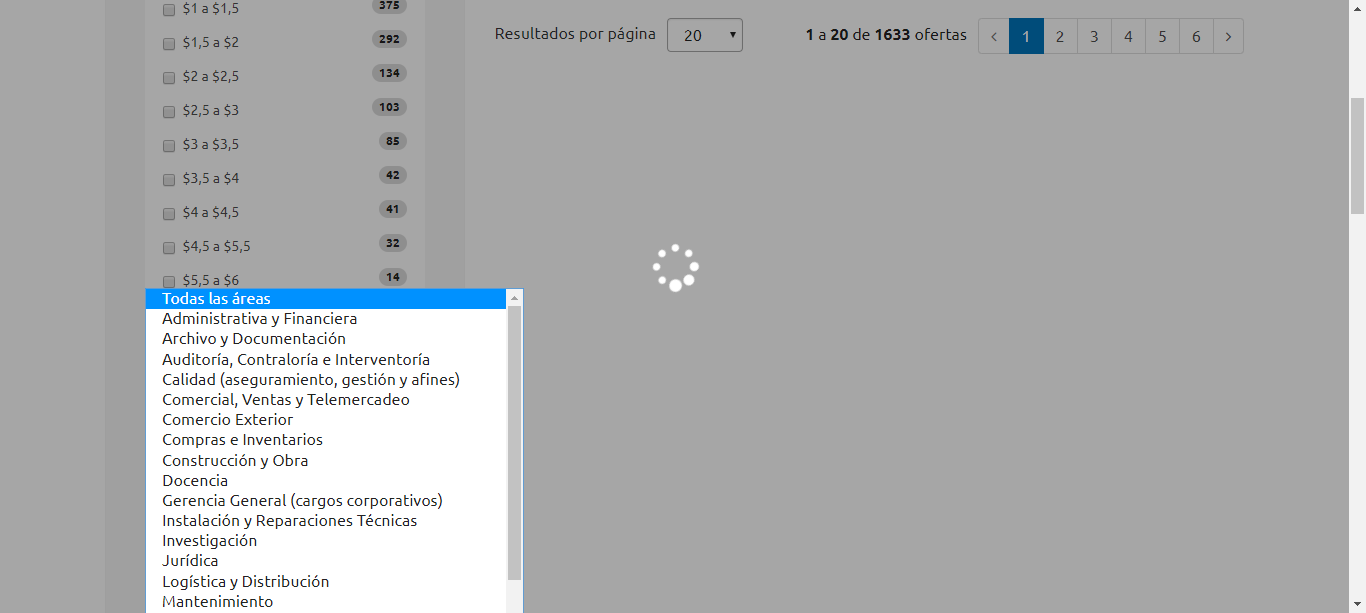 $1 a $1,5 375
$1,5 a $2 292
$2 a $2,5 134
$2,5 a $3 103
$3 a $3,5 85
$3,5 a $4 42
$4 a $4,5 41
$4,5 a $5,5 32
$5,5 a $6 14
Todas las áreas
Administrativa y Financiera
Archivo y Documentación
Auditoría, Contraloría e Interventoría
Calidad (aseguramiento, gestión y afines)
Comercial, Ventas y Telemercadeo
Comercio Exterior
Compras e Inventarios
Construcción y Obra
Docencia
Gerencia General (cargos corporativos)
Instalación y Reparaciones Técnicas
Investigación
Jurídica
Logística y Distribución
Mantenimiento
Resultados por página 20 1 a 20 de 1633 ofertas < 1 2 3 4 5 6 >